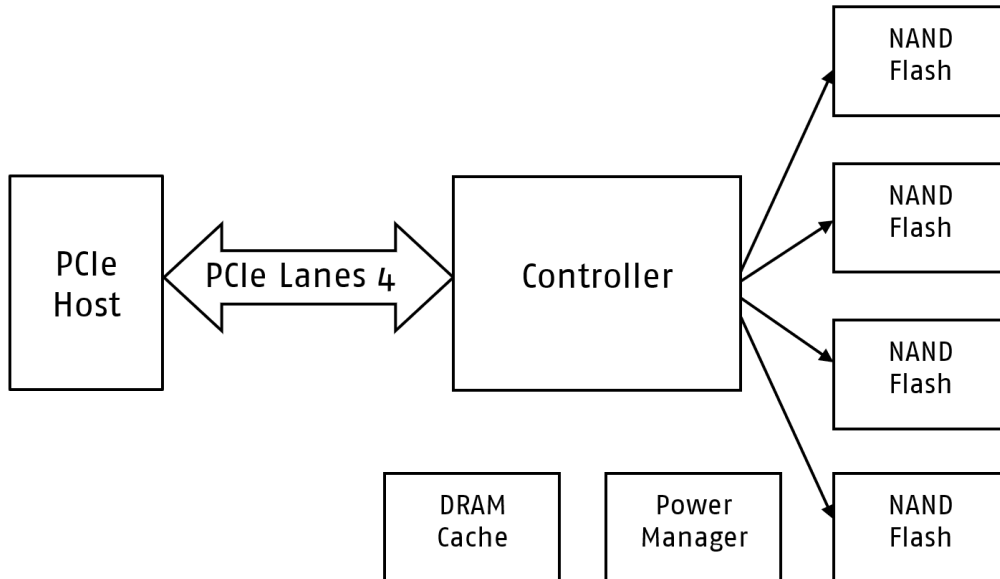 NAND
Flash
NAND
Flash
PCIe
Host
PCIe Lanes 4
Controller
NAND
Flash
DRAM
Cache
Power
Manager
NAND
Flash